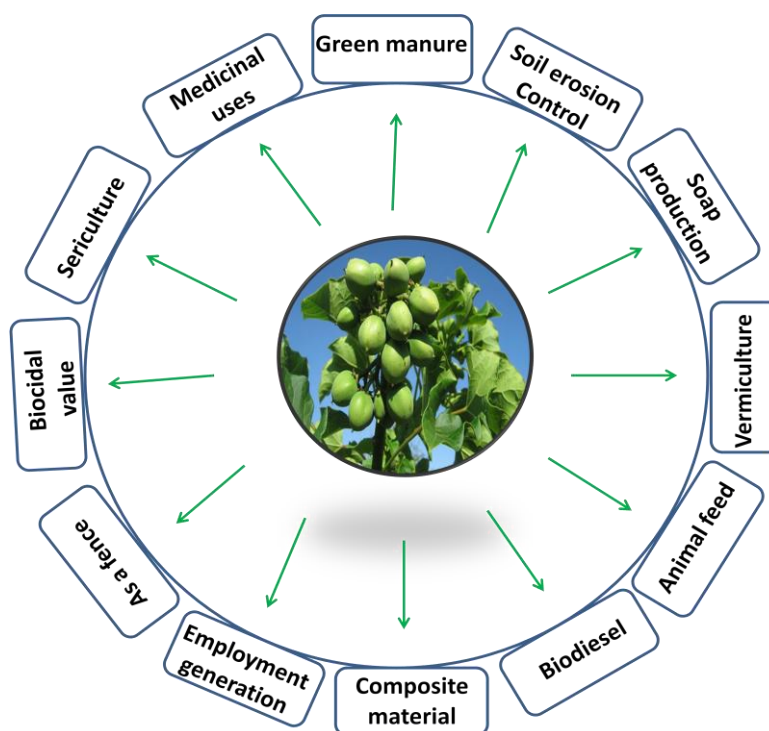 Green manure
Soil erosion
Control
Soap
production
Vermiculture
Animal feed
Biodiesel
Composite
material
Employment
generation
As a fence
Biocidal
value
Sericulture
Medicinal
uses